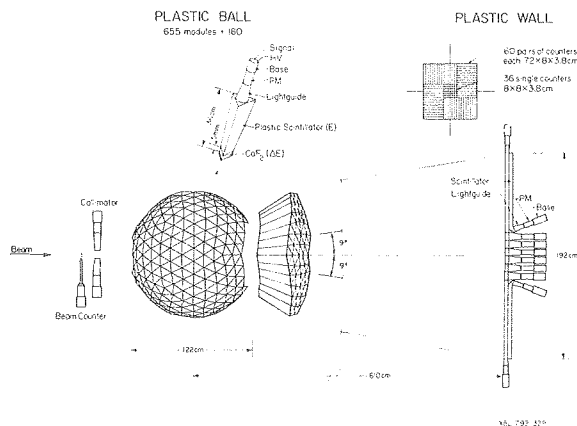 PLASTIC BALL
655 modules + 160
Signal
HV
Base
PM
Lightguide
Plastic Scintillator (E)
CaF2 (ΔE)
Collimator
Beam
Beam Counter
9°
9°
122cm
610cm
PLASTIC WALL
60 pairs of counters
each 72×8×3.8cm
36 single counters
8×8×3.8cm
Scintillator
Lightguide
PM
Base
192cm
XBL 792